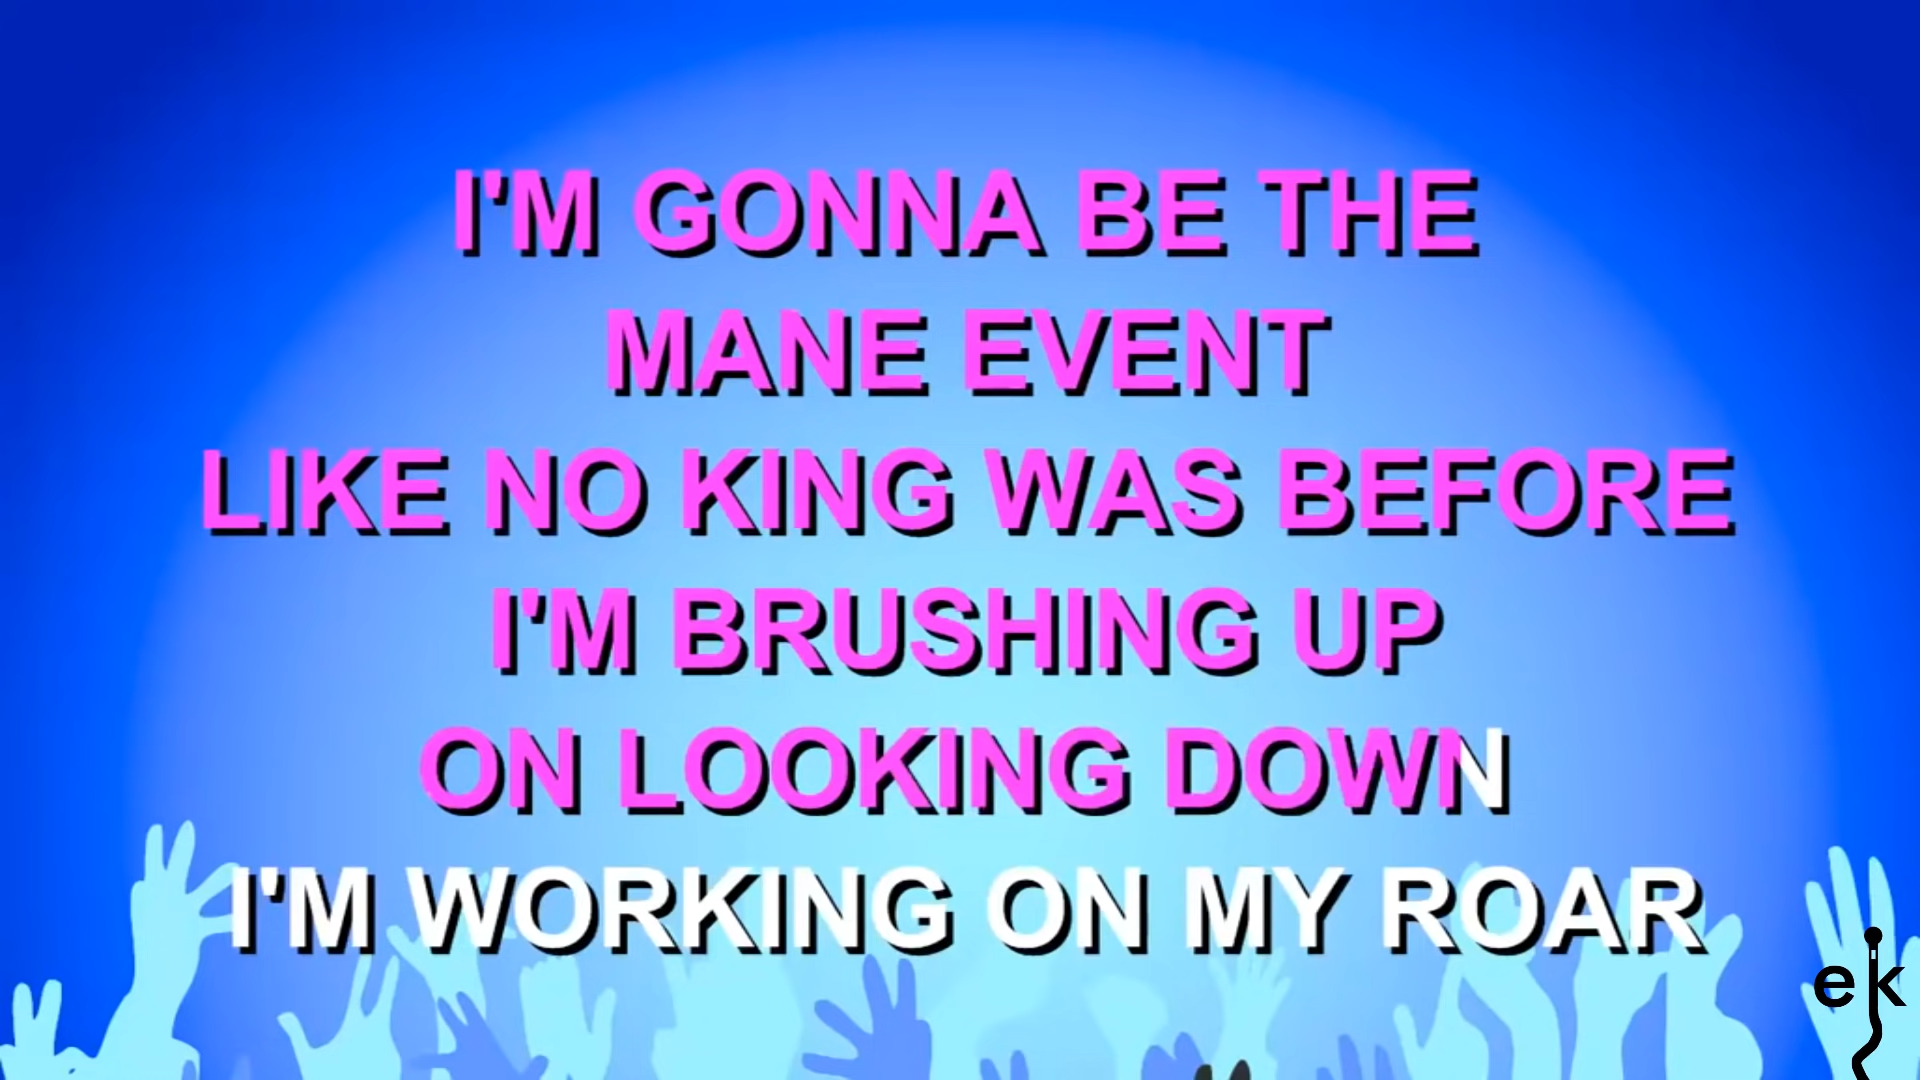 I'M GONNA BE THE
MANE EVENT
LIKE NO KING WAS BEFORE
I'M BRUSHING UP
ON LOOKING DOWN
I'M WORKING ON MY ROAR
ek